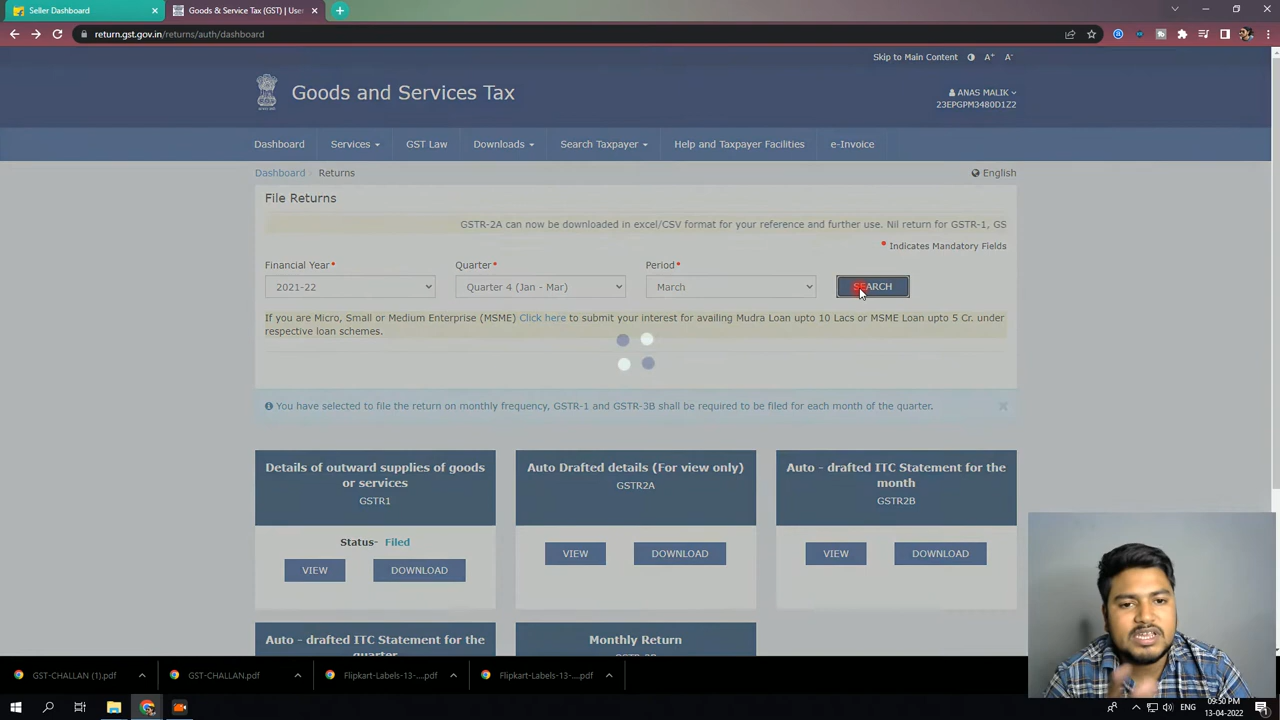 Seller Dashboard
Goods & Service Tax (GST) | User
return.gst.gov.in/returns/auth/dashboard
Skip to Main Content
A+
A-
Goods and Services Tax
ANAS MALIK
23EPGPM3480D1Z2
Dashboard
Services
GST Law
Downloads
Search Taxpayer
Help and Taxpayer Facilities
e-Invoice
Dashboard
Returns
English
File Returns
GSTR-2A can now be downloaded in excel/CSV format for your reference and further use. Nil return for GSTR-1, GS
* Indicates Mandatory Fields
Financial Year*
Quarter*
Period*
2021-22
Quarter 4 (Jan - Mar)
March
SEARCH
If you are Micro, Small or Medium Enterprise (MSME) Click here to submit your interest for availing Mudra Loan upto 10 Lacs or MSME Loan upto 5 Cr. under
respective loan schemes.
You have selected to file the return on monthly frequency, GSTR-1 and GSTR-3B shall be required to be filed for each month of the quarter.
Details of outward supplies of goods
or services
GSTR1
Status- Filed
VIEW
DOWNLOAD
Auto Drafted details (For view only)
GSTR2A
VIEW
DOWNLOAD
Auto - drafted ITC Statement for the
month
GSTR2B
VIEW
DOWNLOAD
Auto - drafted ITC Statement for the
Monthly Return
GST-CHALLAN (1).pdf
GST-CHALLAN.pdf
Flipkart-Labels-13-....pdf
Flipkart-Labels-13-....pdf
ENG
09:50 PM
13-04-2022